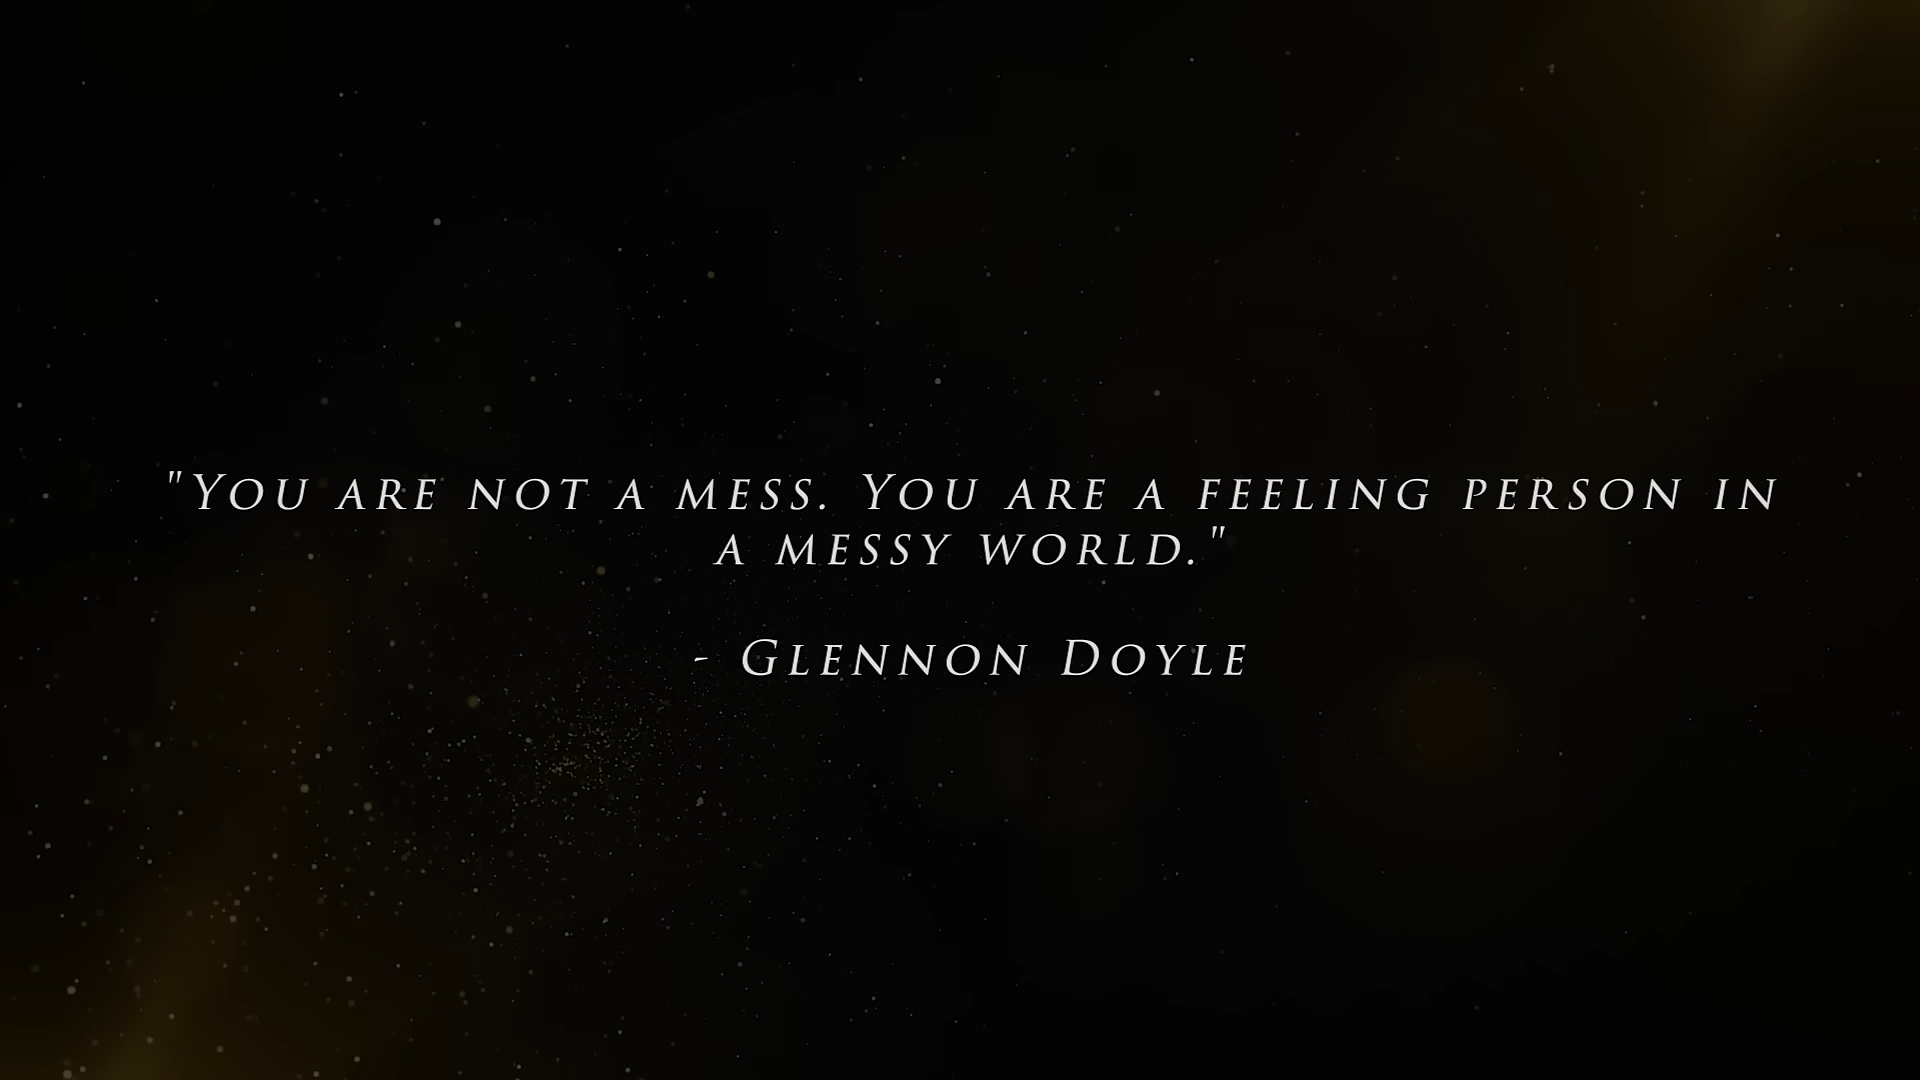 "You are not a mess. You are a feeling person in
a messy world."
- Glennon Doyle